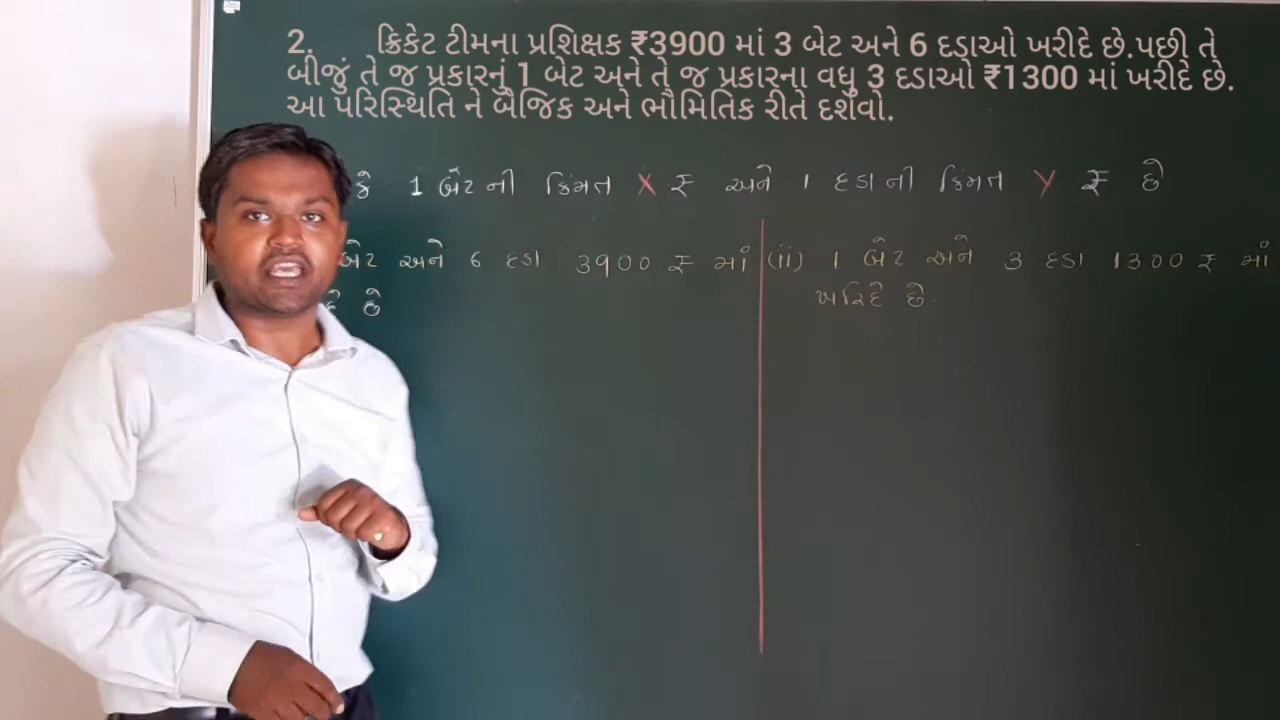 2. ક્રિકેટ ટીમના પ્રશિક્ષક ₹3900 માં 3 બેટ અને 6 દડાઓ ખરીદે છે.પછી તે
બીજું તે જ પ્રકારનું 1 બેટ અને તે જ પ્રકારના વધુ 3 દડાઓ ₹1300 માં ખરીદે છે.
આ પરિસ્થિતિ ને બૈજિક અને ભૌમિતિક રીતે દર્શાવો.
કે 1 બેટ ની કિંમત X ₹ અને 1 દડા ની કિંમત Y ₹ છે
બેટ અને 6 દડા 3900 ₹ માં
(ii) 1 બેટ અને 3 દડા 1300 ₹ માં
દે છે
ખરિદે છે.